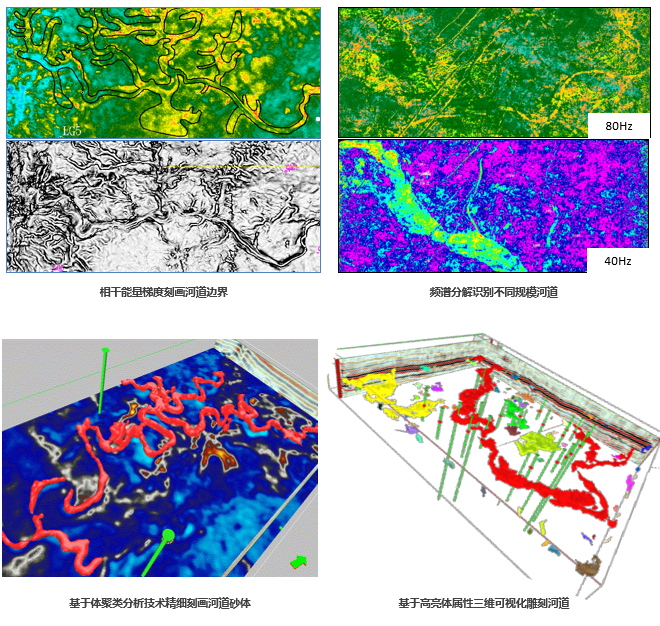 LG5
80Hz
40Hz
相干能量梯度刻画河道边界
频谱分解识别不同规模河道
基于体聚类分析技术精细刻画河道砂体
基于高亮体属性三维可视化雕刻河道